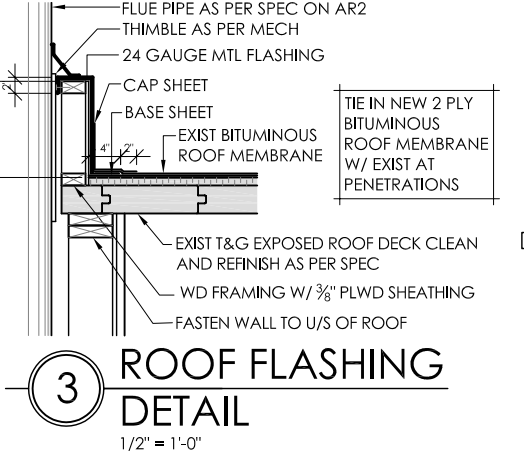 FLUE PIPE AS PER SPEC ON AR2
THIMBLE AS PER MECH
24 GAUGE MTL FLASHING
CAP SHEET
BASE SHEET
EXIST BITUMINOUS
ROOF MEMBRANE
2"
4"
2"
TIE IN NEW 2 PLY
BITUMINOUS
ROOF MEMBRANE
W/ EXIST AT
PENETRATIONS
EXIST T&G EXPOSED ROOF DECK CLEAN
AND REFINISH AS PER SPEC
WD FRAMING W/ ⅜" PLWD SHEATHING
FASTEN WALL TO U/S OF ROOF
3
ROOF FLASHING
DETAIL
1/2" = 1'-0"